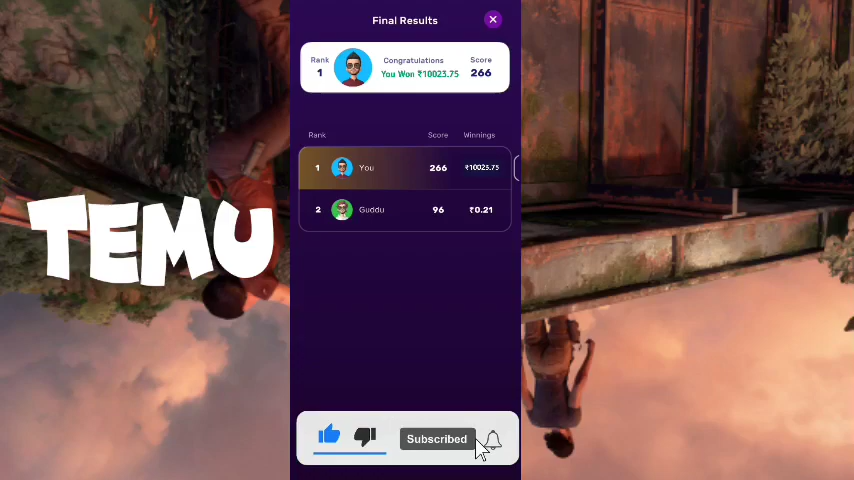 Final Results
Rank
1
Congratulations
You Won ₹10023.75
Score
266
Rank Score Winnings
1 You 266 ₹10023.75
2 Guddu 96 ₹0.21
TEMU
Subscribed